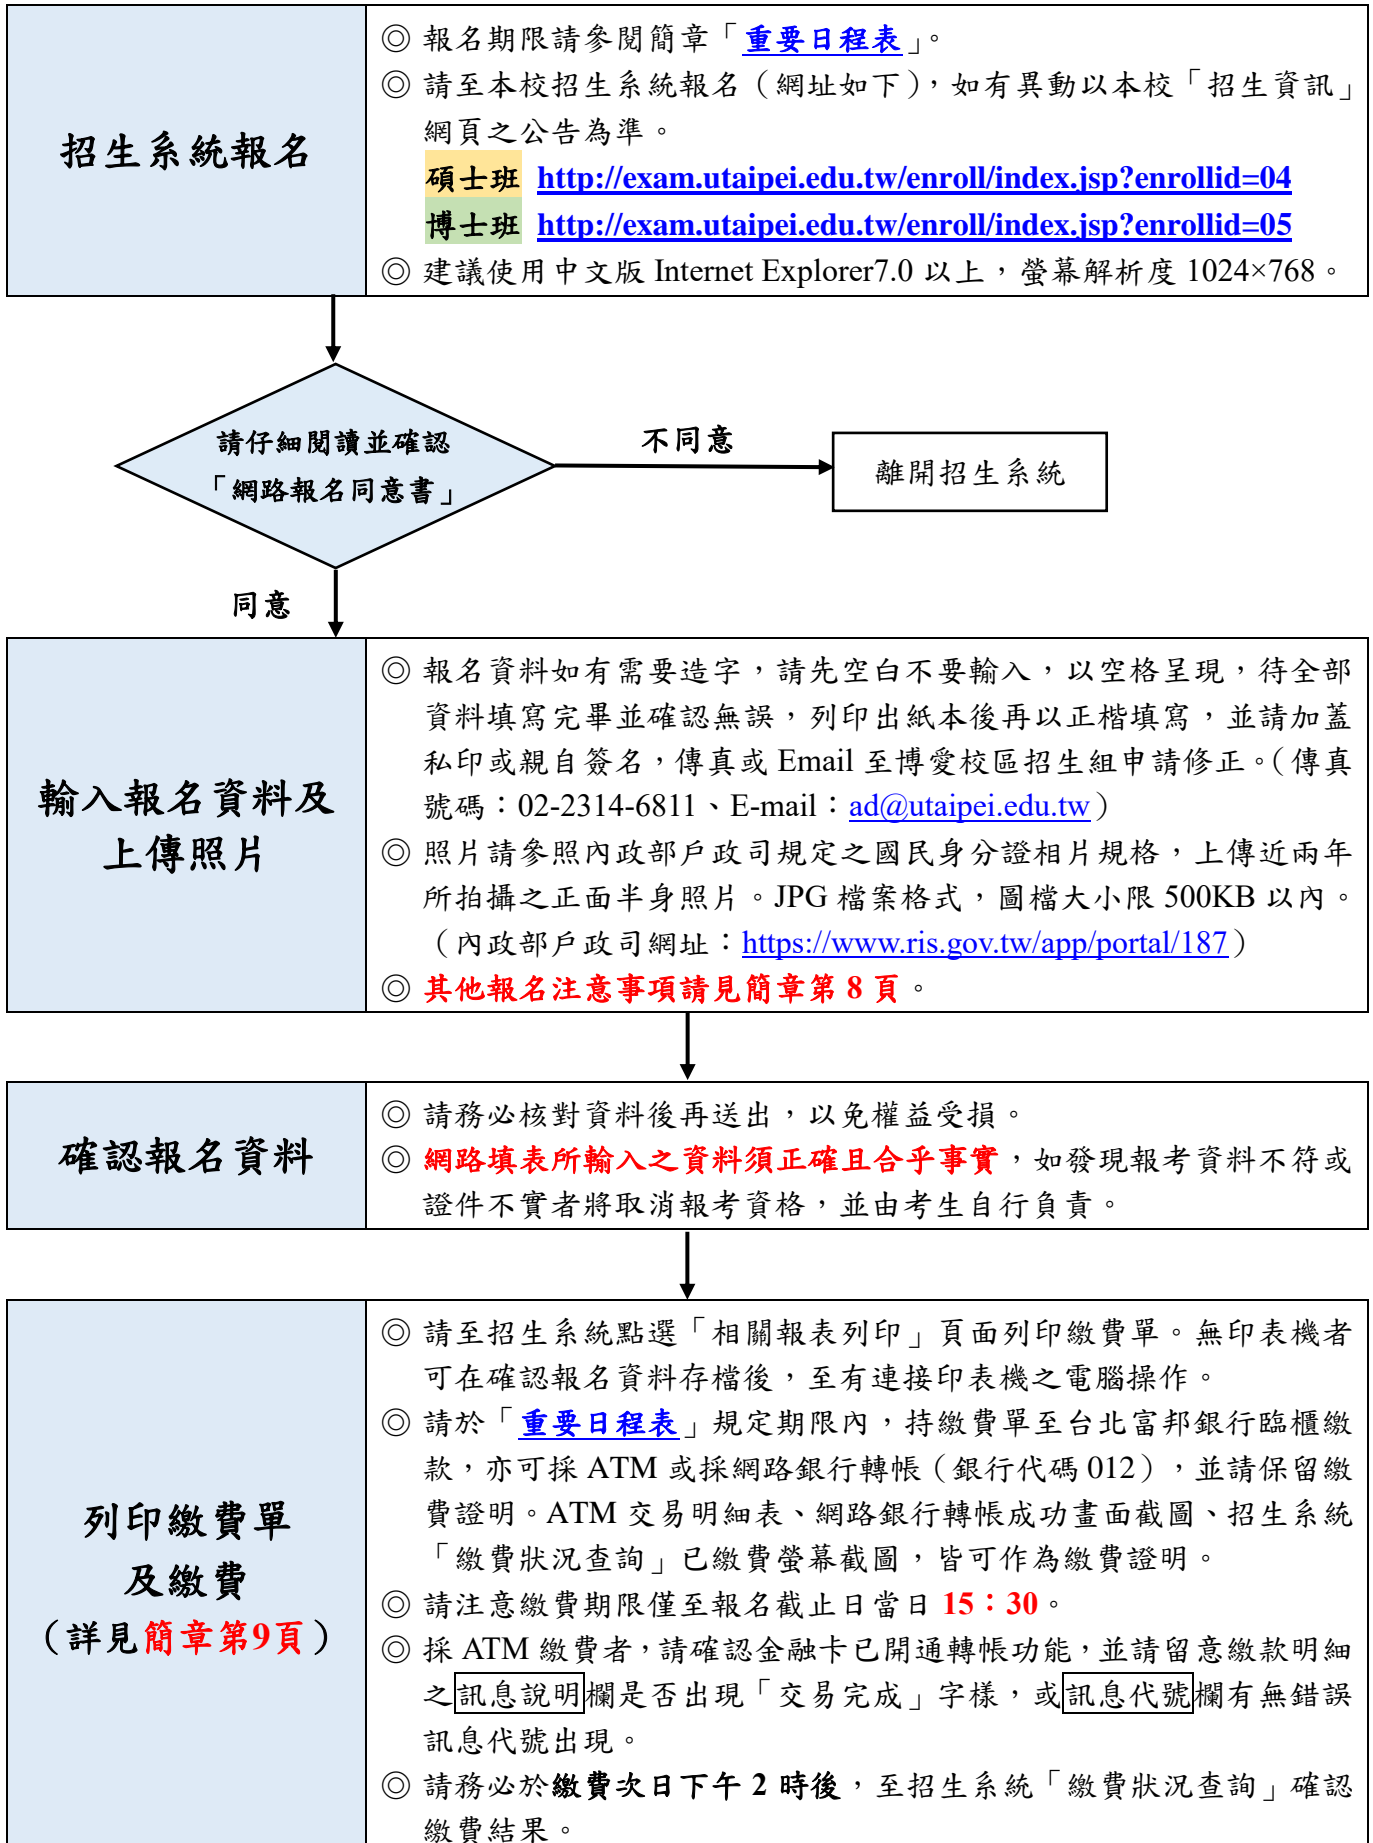 招生系統報名
◎ 報名期限請參閱簡章「重要日程表」。
◎ 請至本校招生系統報名（網址如下），如有異動以本校「招生資訊」
網頁之公告為準。
碩士班 http://exam.utaipei.edu.tw/enroll/index.jsp?enrollid=04
博士班 http://exam.utaipei.edu.tw/enroll/index.jsp?enrollid=05
◎ 建議使用中文版 Internet Explorer7.0 以上，螢幕解析度 1024×768。
請仔細閱讀並確認
「網路報名同意書」
不同意
離開招生系統
同意
輸入報名資料及
上傳照片
◎ 報名資料如有需要造字，請先空白不要輸入，以空格呈現，待全部
資料填寫完畢並確認無誤，列印出紙本後再以正楷填寫，並請加蓋
私印或親自簽名，傳真或 Email 至博愛校區招生組申請修正。（傳真
號碼：02-2314-6811、E-mail：ad@utaipei.edu.tw）
◎ 照片請參照內政部戶政司規定之國民身分證相片規格，上傳近兩年
所拍攝之正面半身照片。JPG 檔案格式，圖檔大小限 500KB 以內。
（內政部戶政司網址：https://www.ris.gov.tw/app/portal/187）
◎ 其他報名注意事項請見簡章第 8 頁。
確認報名資料
◎ 請務必核對資料後再送出，以免權益受損。
◎ 網路填表所輸入之資料須正確且合乎事實，如發現報考資料不符或
證件不實者將取消報考資格，並由考生自行負責。
列印繳費單
及繳費
（詳見簡章第9頁）
◎ 請至招生系統點選「相關報表列印」頁面列印繳費單。無印表機者
可在確認報名資料存檔後，至有連接印表機之電腦操作。
◎ 請於「重要日程表」規定期限內，持繳費單至台北富邦銀行臨櫃繳
款，亦可採 ATM 或採網路銀行轉帳（銀行代碼 012），並請保留繳
費證明。ATM 交易明細表、網路銀行轉帳成功畫面截圖、招生系統
「繳費狀況查詢」已繳費螢幕截圖，皆可作為繳費證明。
◎ 請注意繳費期限僅至報名截止日當日 15：30。
◎ 採 ATM 繳費者，請確認金融卡已開通轉帳功能，並請留意繳款明細
之訊息說明欄是否出現「交易完成」字樣，或訊息代號欄有無錯誤
訊息代號出現。
◎ 請務必於繳費次日下午 2 時後，至招生系統「繳費狀況查詢」確認
繳費結果。